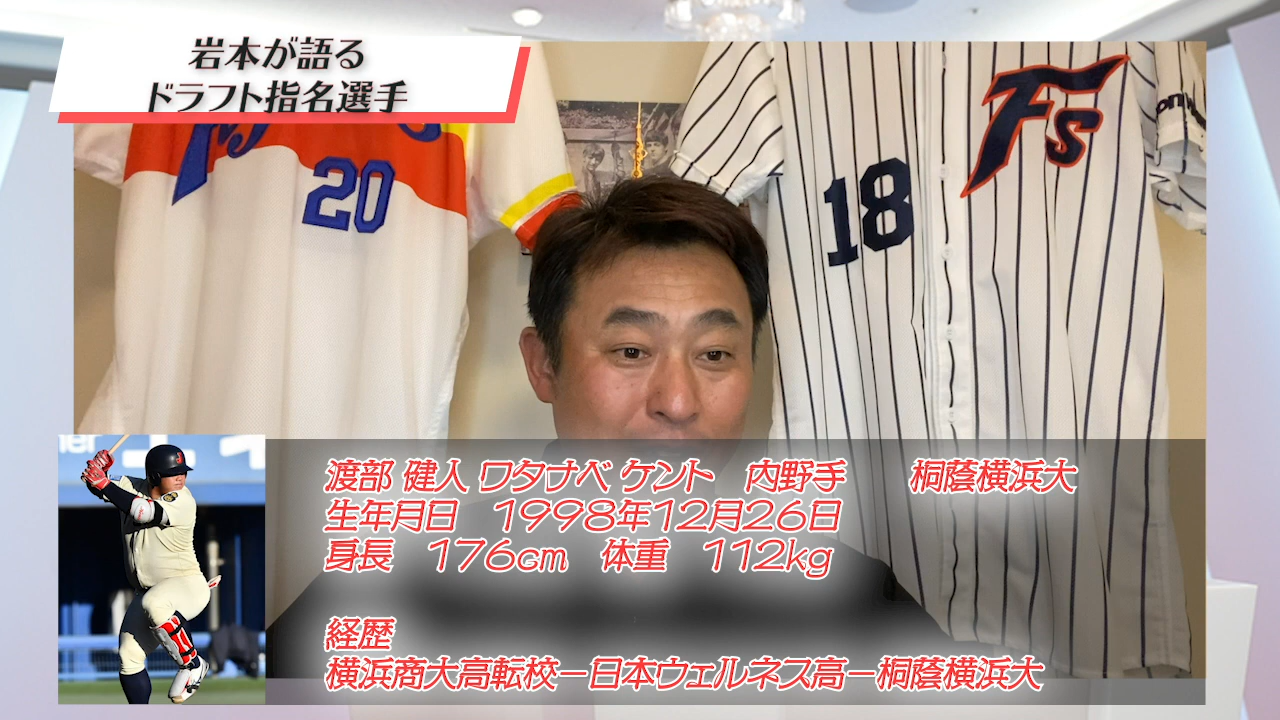 岩本が語る
ドラフト指名選手
20
18
Fs
渡部 健人 ワタナベ ケント 内野手 桐蔭横浜大
生年月日 1998年12月26日
身長 176cm 体重 112kg
経歴
横浜商大高転校ー日本ウェルネス高ー桐蔭横浜大